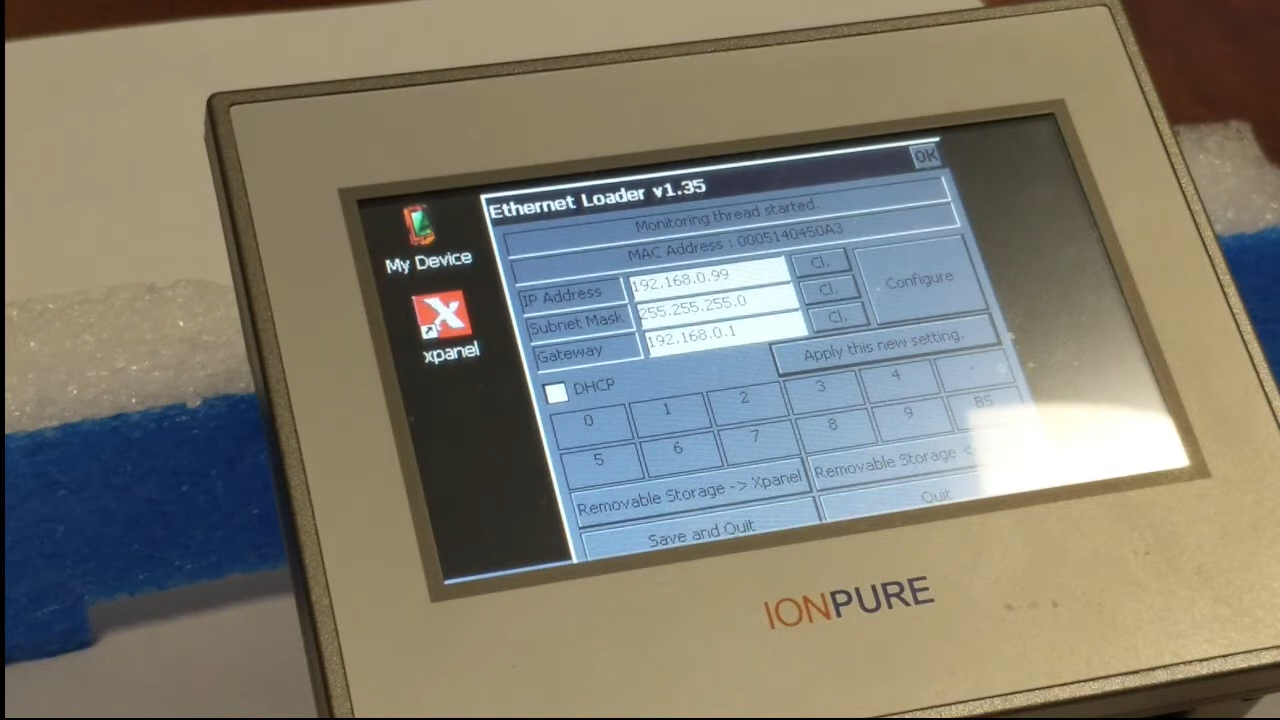 Ethernet Loader v1.35
OK
Monitoring thread started.
MAC Address : 0005140450A3
IP Address 192.168.0.99 Cl.
Subnet Mask 255.255.255.0 Cl.
Gateway 192.168.0.1 Cl.
Configure
Apply this new setting.
DHCP
0 1 2 3 4 .
5 6 7 8 9 BS
Removable Storage -> Xpanel
Removable Storage <
Save and Quit
Quit
My Device
xpanel
IONPURE